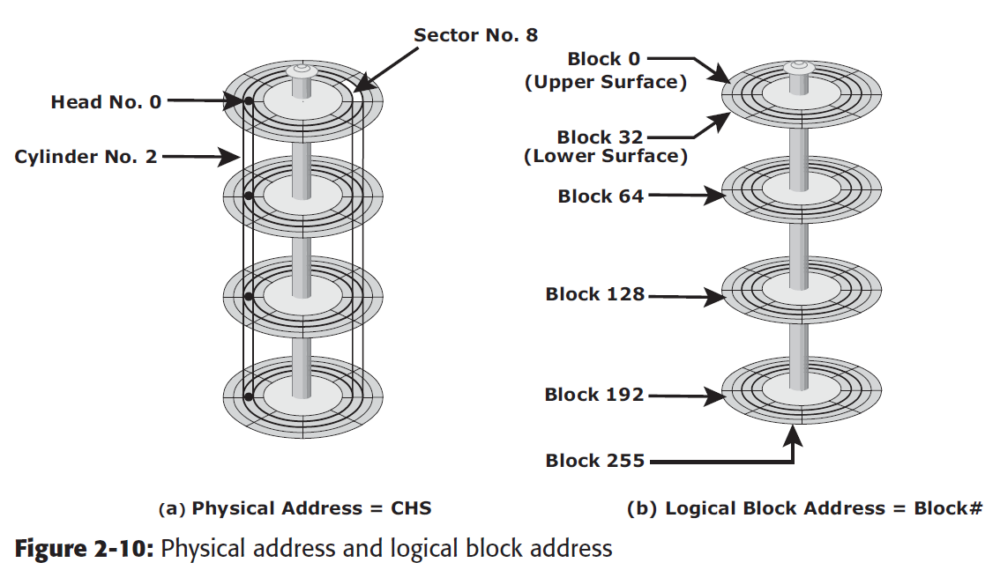 Sector No. 8
Head No. 0
Cylinder No. 2
Block 0
(Upper Surface)
Block 32
(Lower Surface)
Block 64
Block 128
Block 192
Block 255
(a) Physical Address = CHS
(b) Logical Block Address = Block#
Figure 2-10: Physical address and logical block address